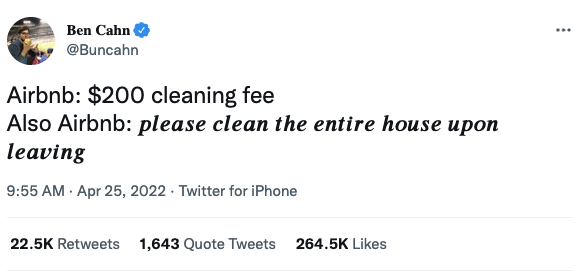 Ben Cahn
@Buncahn
Airbnb: $200 cleaning fee
Also Airbnb: please clean the entire house upon
leaving
9:55 AM · Apr 25, 2022 · Twitter for iPhone
22.5K Retweets 1,643 Quote Tweets 264.5K Likes